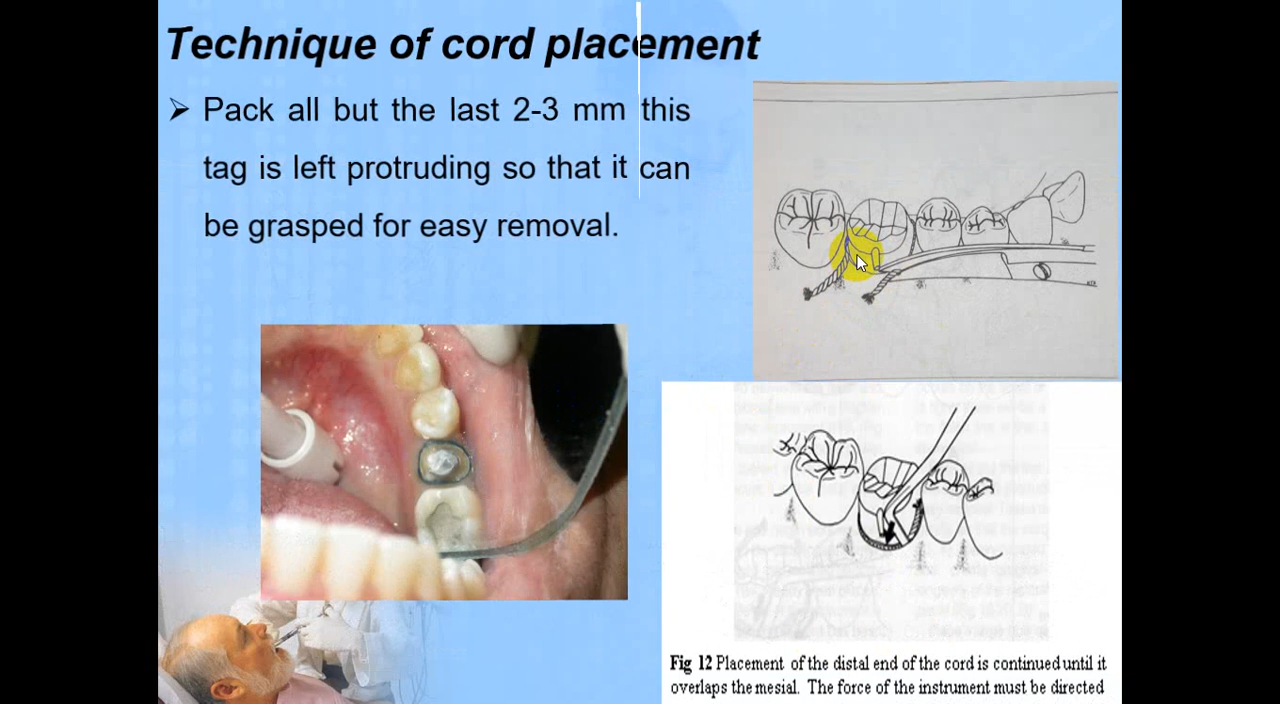 Technique of cord placement
➢ Pack all but the last 2-3 mm this
tag is left protruding so that it can
be grasped for easy removal.
Fig 12 Placement of the distal end of the cord is continued until it
overlaps the mesial. The force of the instrument must be directed